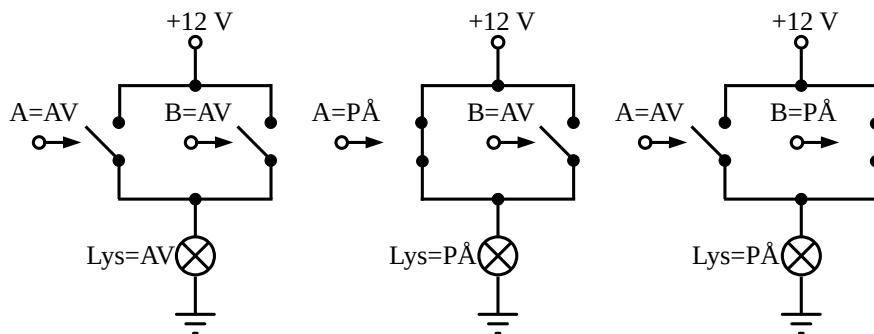 +12 V
+12 V
+12 V
A=AV
B=AV
A=PÅ
B=AV
A=AV
B=PÅ
Lys=AV
Lys=PÅ
Lys=PÅ